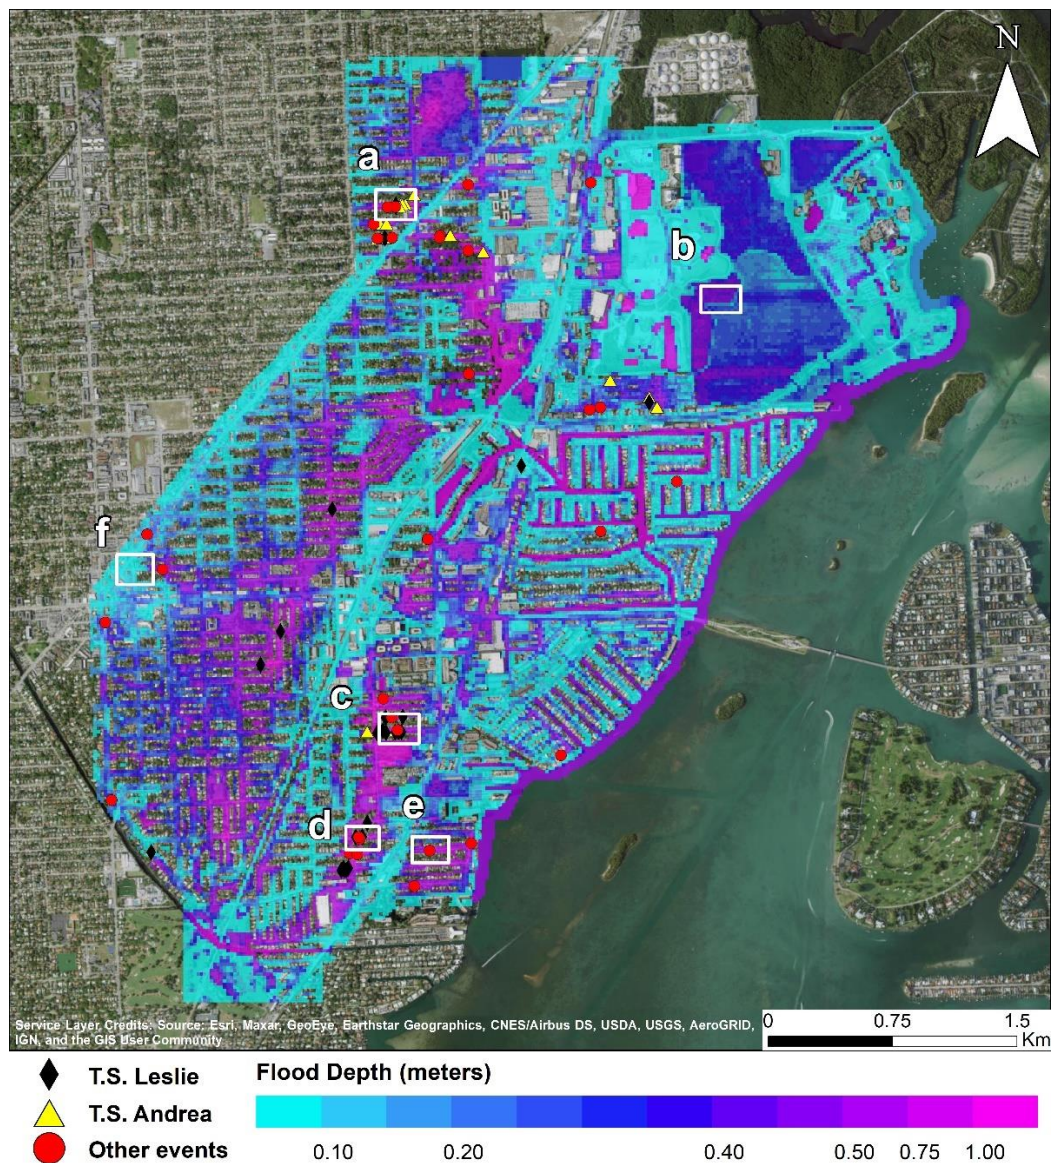 N
a
b
f
c
d
e
Service Layer Credits: Source: Esri, Maxar, GeoEye, Earthstar Geographics, CNES/Airbus DS, USDA, USGS, AeroGRID,
IGN, and the GIS User Community
0 0.75 1.5
Km
T.S. Leslie
T.S. Andrea
Other events
Flood Depth (meters)
0.10 0.20 0.40 0.50 0.75 1.00